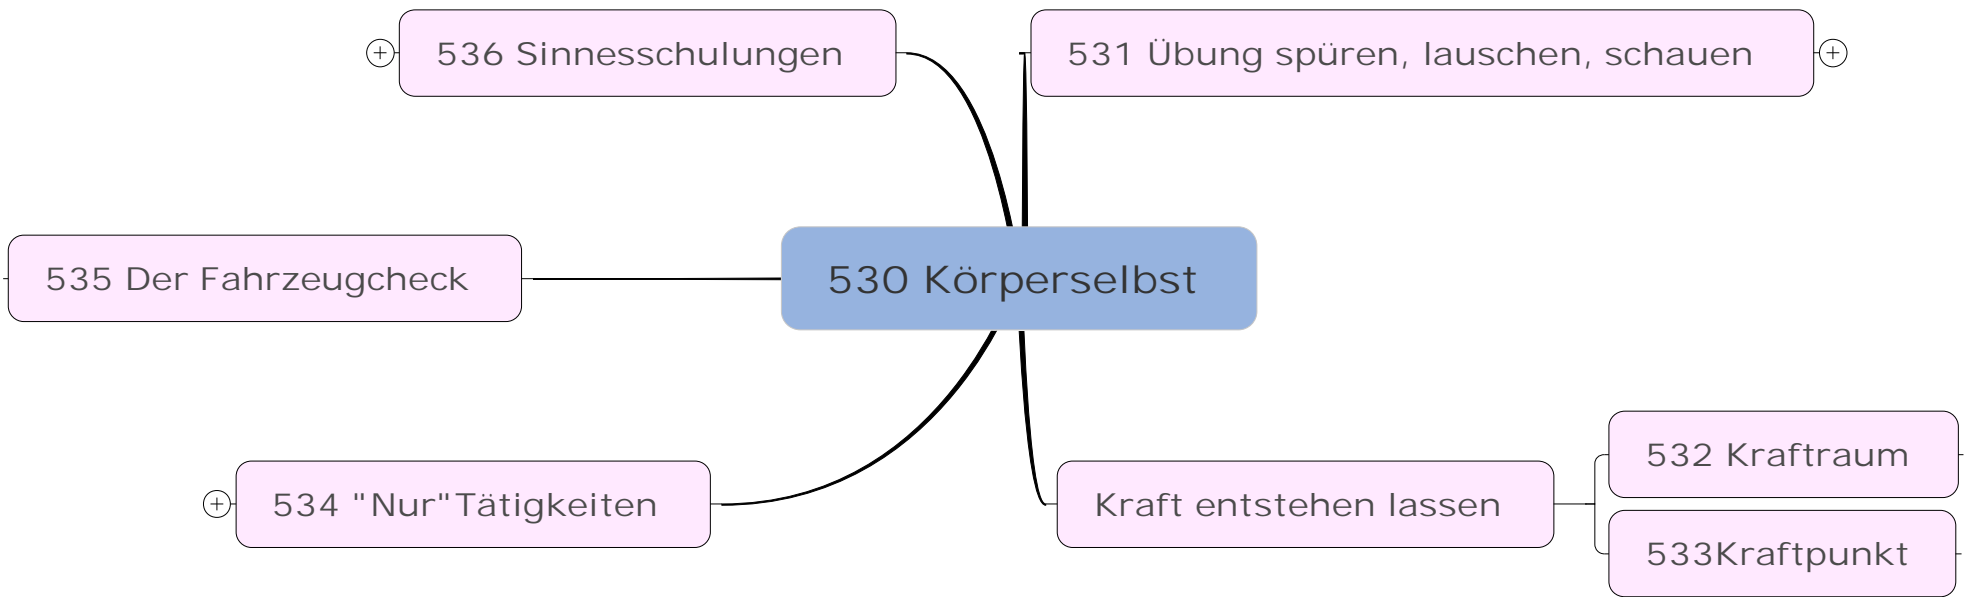 536 Sinnesschulungen
531 Übung spüren, lauschen, schauen
535 Der Fahrzeugcheck
530 Körperselbst
534 "Nur"Tätigkeiten
Kraft entstehen lassen
532 Kraftraum
533Kraftpunkt